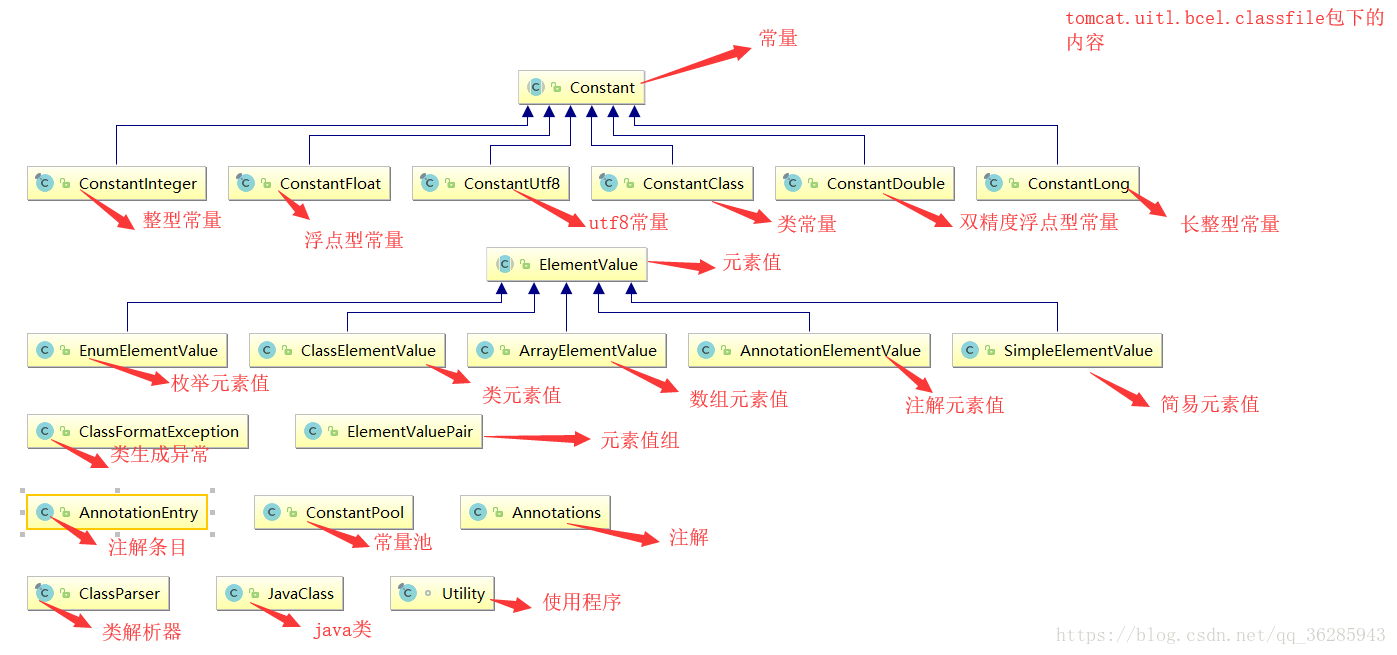 tomcat.uitl.bcel.classfile包下的
内容
常量
Constant
ConstantInteger
ConstantFloat
ConstantUtf8
ConstantClass
ConstantDouble
ConstantLong
整型常量
浮点型常量
utf8常量
类常量
双精度浮点型常量
长整型常量
ElementValue
元素值
EnumElementValue
ClassElementValue
ArrayElementValue
AnnotationElementValue
SimpleElementValue
枚举元素值
类元素值
数组元素值
注解元素值
简易元素值
ClassFormatException
ElementValuePair
类生成异常
元素值组
AnnotationEntry
ConstantPool
Annotations
注解条目
常量池
注解
ClassParser
JavaClass
Utility
类解析器
java类
使用程序
https://blog.csdn.net/qq_36285943